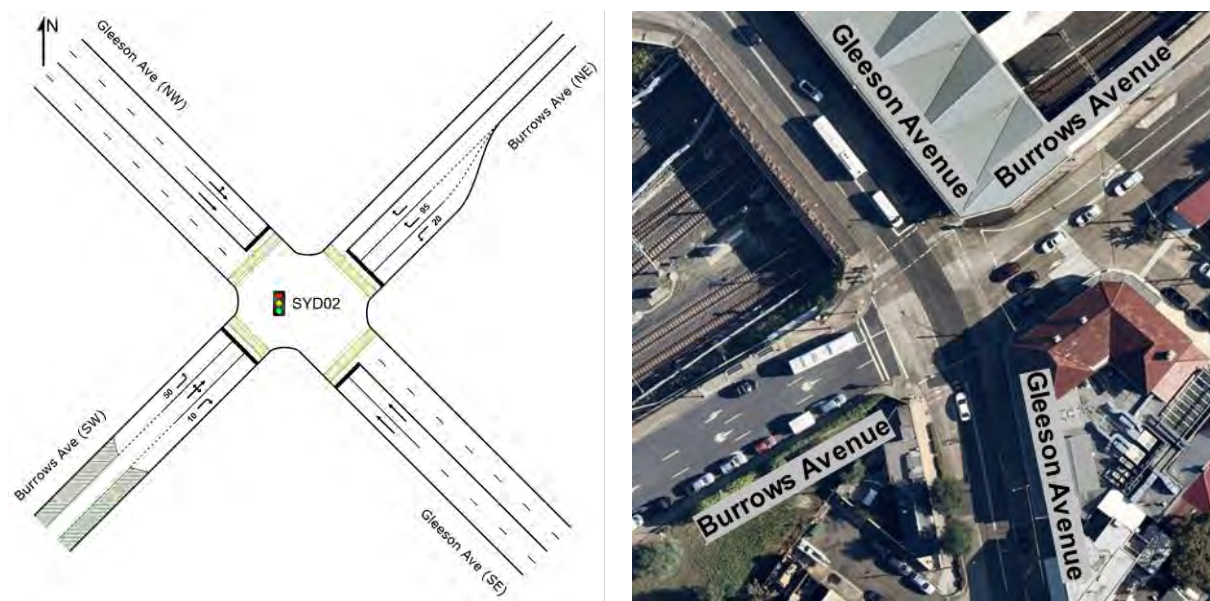 N
Gleeson Ave (NW)
Burrows Ave (NE)
95
20
SYD02
50
10
Burrows Ave (SW)
Gleeson Ave (SE)
Gleeson Avenue
Burrows Avenue
Burrows Avenue
Gleeson Avenue